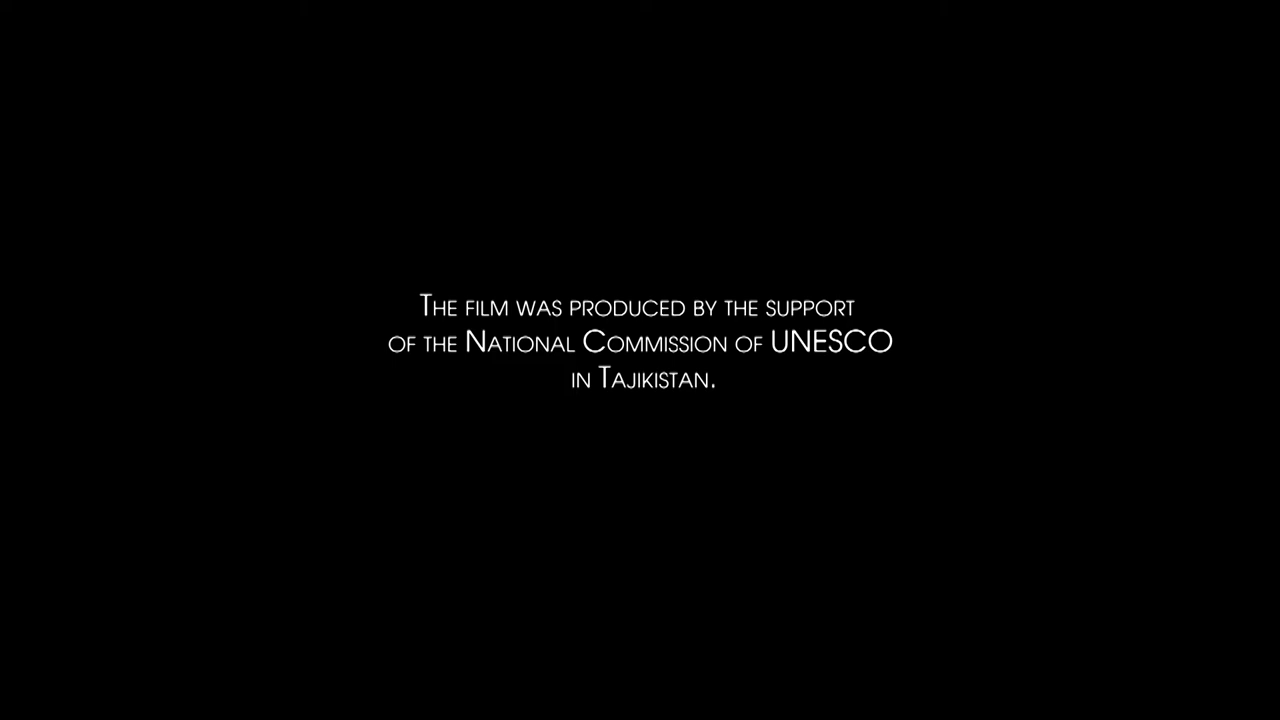 The film was produced by the support
of the National Commission of UNESCO
in Tajikistan.